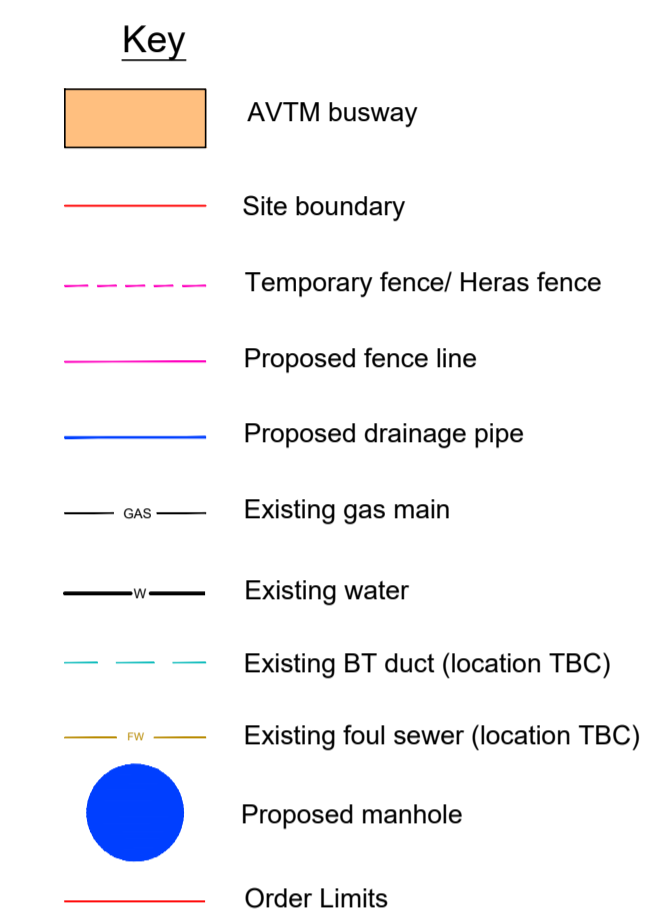 Key
AVTM busway
Site boundary
Temporary fence/ Heras fence
Proposed fence line
Proposed drainage pipe
GAS Existing gas main
W Existing water
Existing BT duct (location TBC)
FW Existing foul sewer (location TBC)
Proposed manhole
Order Limits